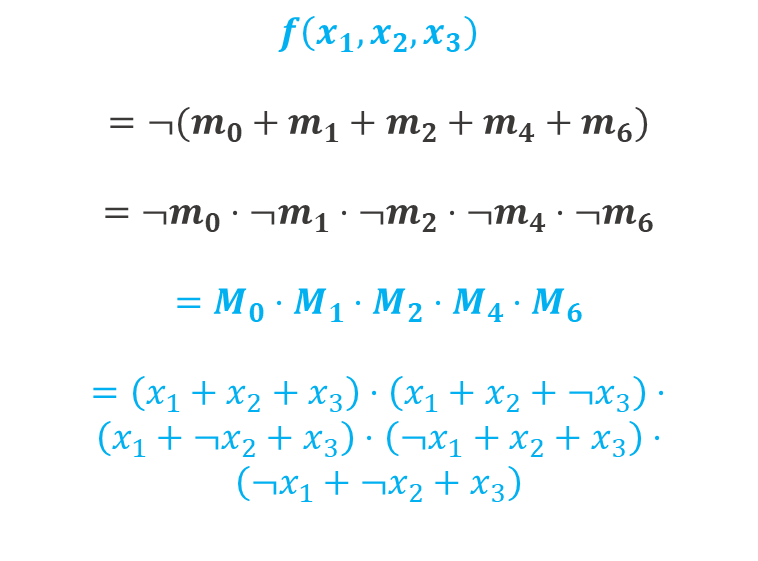 f(x₁, x₂, x₃)
= ¬(m₀ + m₁ + m₂ + m₄ + m₆)
= ¬m₀ · ¬m₁ · ¬m₂ · ¬m₄ · ¬m₆
= M₀ · M₁ · M₂ · M₄ · M₆
= (x₁ + x₂ + x₃) · (x₁ + x₂ + ¬x₃) ·
(x₁ + ¬x₂ + x₃) · (¬x₁ + x₂ + x₃) ·
(¬x₁ + ¬x₂ + x₃)